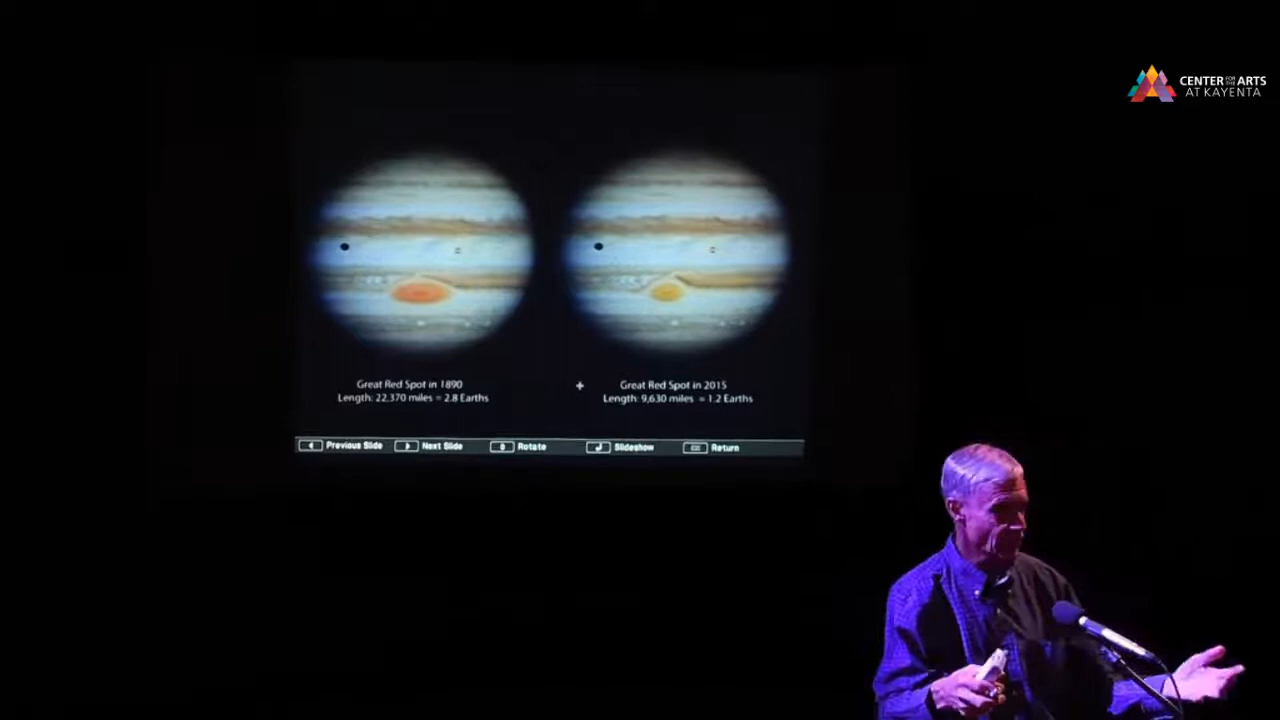 CENTER FOR THE ARTS
AT KAYENTA
Great Red Spot in 1890
Length: 22,370 miles = 2.8 Earths
Great Red Spot in 2015
Length: 9,630 miles = 1.2 Earths
Previous Slide Next Slide Rotate Slideshow Return